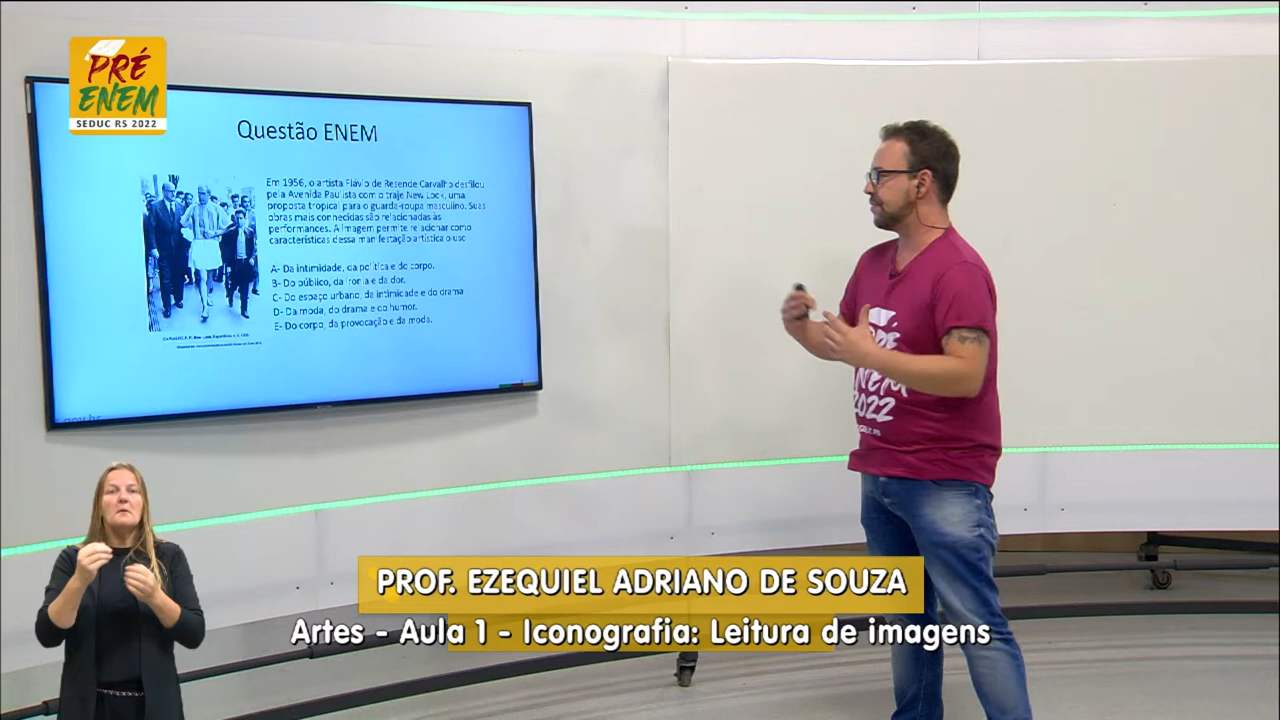 PRÉ
ENEM
SEDUC RS 2022
Questão ENEM
Em 1956, o artista Flávio de Resende Carvalho desfilou
pela Avenida Paulista com o traje New Look, uma
proposta tropical para o guarda-roupa masculino. Suas
obras mais conhecidas são relacionadas às
performances. A imagem permite relacionar como
características dessa manifestação artística o uso
A- Da intimidade, da política e do corpo.
B- Do público, da ironia e da dor.
C- Do espaço urbano, da intimidade e do drama
D- Da moda, do drama e do humor.
E- Do corpo, da provocação e da moda.
ENEM
2022
PROF. EZEQUIEL ADRIANO DE SOUZA
Artes - Aula 1 - Iconografia: Leitura de imagens